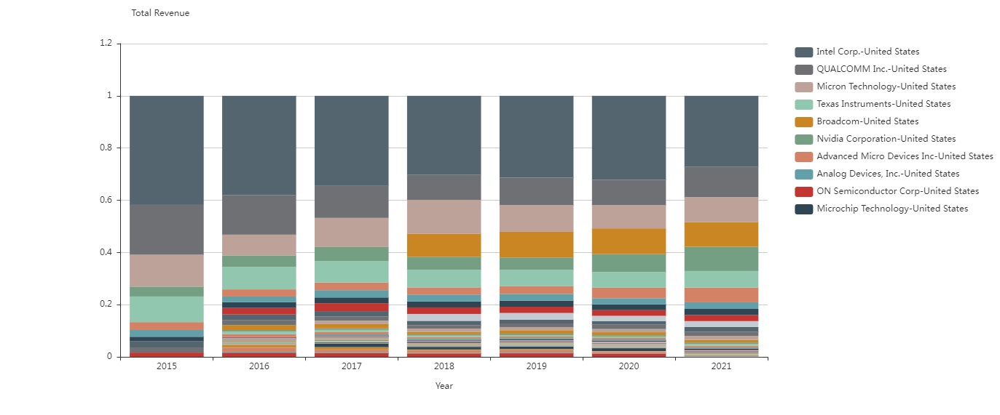 Total Revenue
1.2
1
0.8
0.6
0.4
0.2
0
2015
2016
2017
2018
2019
2020
2021
Year
Intel Corp.-United States
QUALCOMM Inc.-United States
Micron Technology-United States
Texas Instruments-United States
Broadcom-United States
Nvidia Corporation-United States
Advanced Micro Devices Inc-United States
Analog Devices, Inc.-United States
ON Semiconductor Corp-United States
Microchip Technology-United States